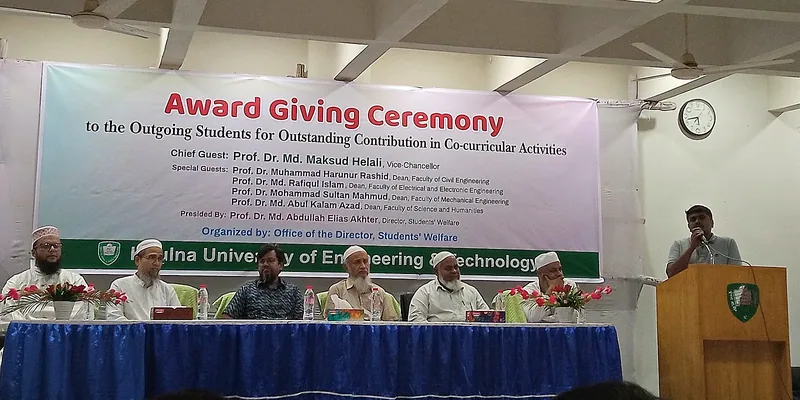 Award Giving Ceremony
to the Outgoing Students for Outstanding Contribution in Co-curricular Activities
Chief Guest: Prof. Dr. Md. Maksud Helali, Vice-Chancellor
Special Guests: Prof. Dr. Muhammad Harunur Rashid, Dean, Faculty of Civil Engineering
Prof. Dr. Md. Rafiqul Islam, Dean, Faculty of Electrical and Electronic Engineering
Prof. Dr. Mohammad Sultan Mahmud, Dean, Faculty of Mechanical Engineering
Prof. Dr. Md. Abul Kalam Azad, Dean, Faculty of Science and Humanities
Presided By: Prof. Dr. Md. Abdullah Elias Akhter, Director, Students' Welfare
Organized by: Office of the Director, Students' Welfare
University of Engineering & Technology